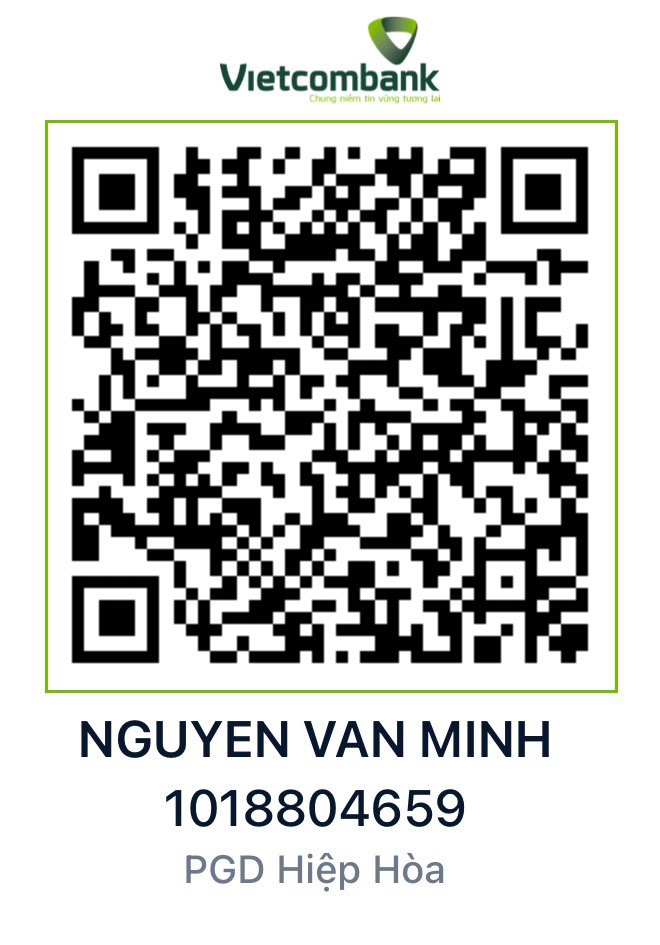 Vietcombank
Chung niềm tin vững tương lai
NGUYEN VAN MINH
1018804659
PGD Hiệp Hòa